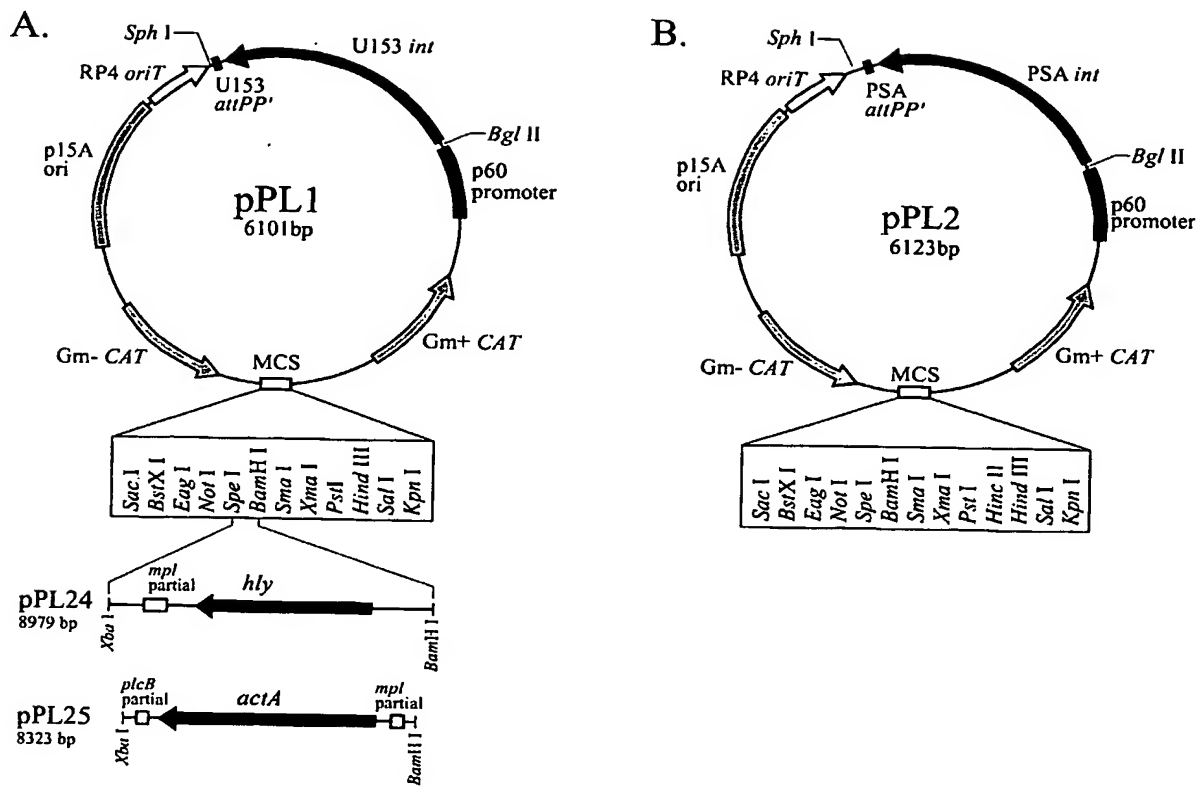 A.
Sph I
U153 int
RP4 oriT
U153
attPP'
Bgl II
p15A
ori
p60
promoter
pPL1
6101bp
Gm- CAT
Gm+ CAT
MCS
Sac I
BstX I
Eag I
Not I
Spe I
BamH I
Sma I
Xma I
Pst I
Hind III
Sal I
Kpn I
mpl
partial
hly
pPL24
8979 bp
Xba I
BamH I
plcB
partial
actA
mpl
partial
pPL25
8323 bp
Xba I
BamH I
B.
Sph I
PSA int
RP4 oriT
PSA
attPP'
Bgl II
p15A
ori
p60
promoter
pPL2
6123bp
Gm- CAT
Gm+ CAT
MCS
Sac I
BstX I
Eag I
Not I
Spe I
BamH I
Sma I
Xma I
Pst I
Hinc II
Hind III
Sal I
Kpn I